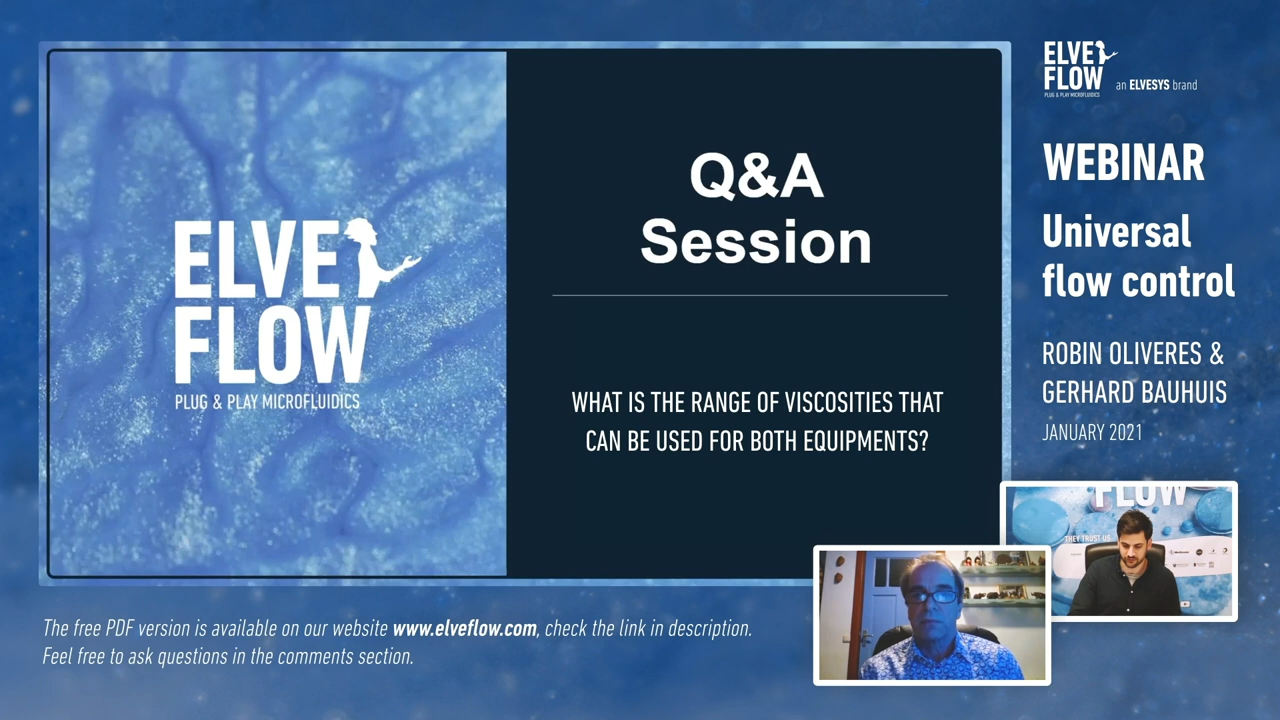 ELVE
FLOW
PLUG & PLAY MICROFLUIDICS
Q&A
Session
WHAT IS THE RANGE OF VISCOSITIES THAT
CAN BE USED FOR BOTH EQUIPMENTS?
ELVE
FLOW
PLUG & PLAY MICROFLUIDICS
an ELVESYS brand
WEBINAR
Universal
flow control
ROBIN OLIVERES &
GERHARD BAUHUIS
JANUARY 2021
FLOW
THEY TRUST US
The free PDF version is available on our website www.elveflow.com, check the link in description.
Feel free to ask questions in the comments section.